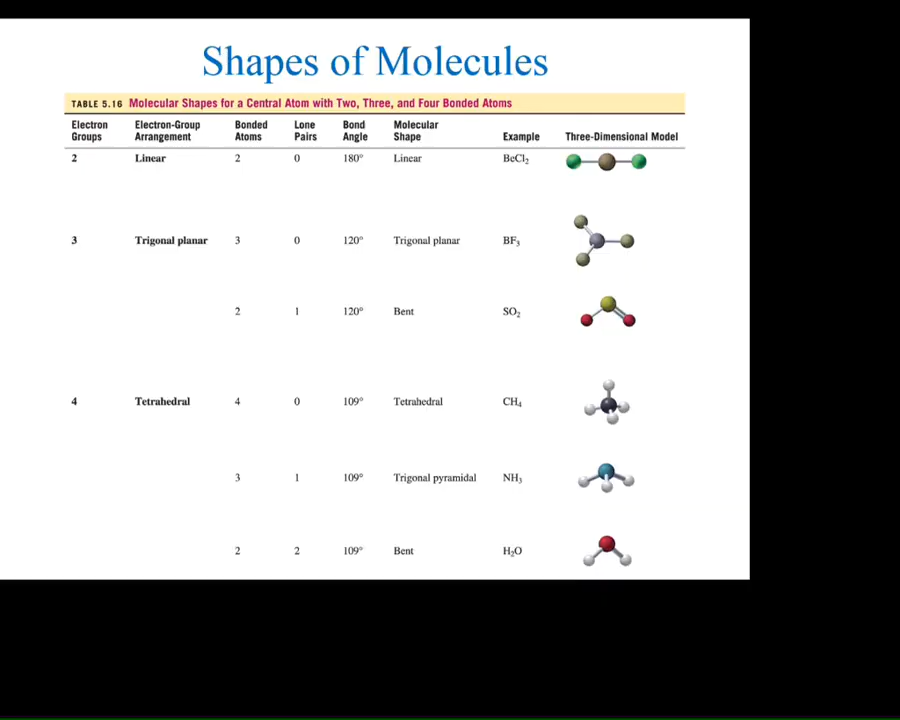 Shapes of Molecules
TABLE 5.16 Molecular Shapes for a Central Atom with Two, Three, and Four Bonded Atoms
Electron Groups Electron-Group Arrangement Bonded Atoms Lone Pairs Bond Angle Molecular Shape Example Three-Dimensional Model
2 Linear 2 0 180° Linear BeCl₂
3 Trigonal planar 3 0 120° Trigonal planar BF₃
2 1 120° Bent SO₂
4 Tetrahedral 4 0 109° Tetrahedral CH₄
3 1 109° Trigonal pyramidal NH₃
2 2 109° Bent H₂O